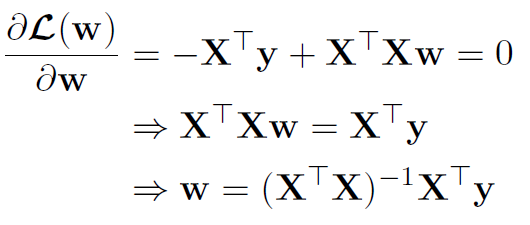 ∂𝓛(𝐰)/∂𝐰 = −𝐗^⊤𝐲 + 𝐗^⊤𝐗𝐰 = 0
⇒ 𝐗^⊤𝐗𝐰 = 𝐗^⊤𝐲
⇒ 𝐰 = (𝐗^⊤𝐗)^−1𝐗^⊤𝐲